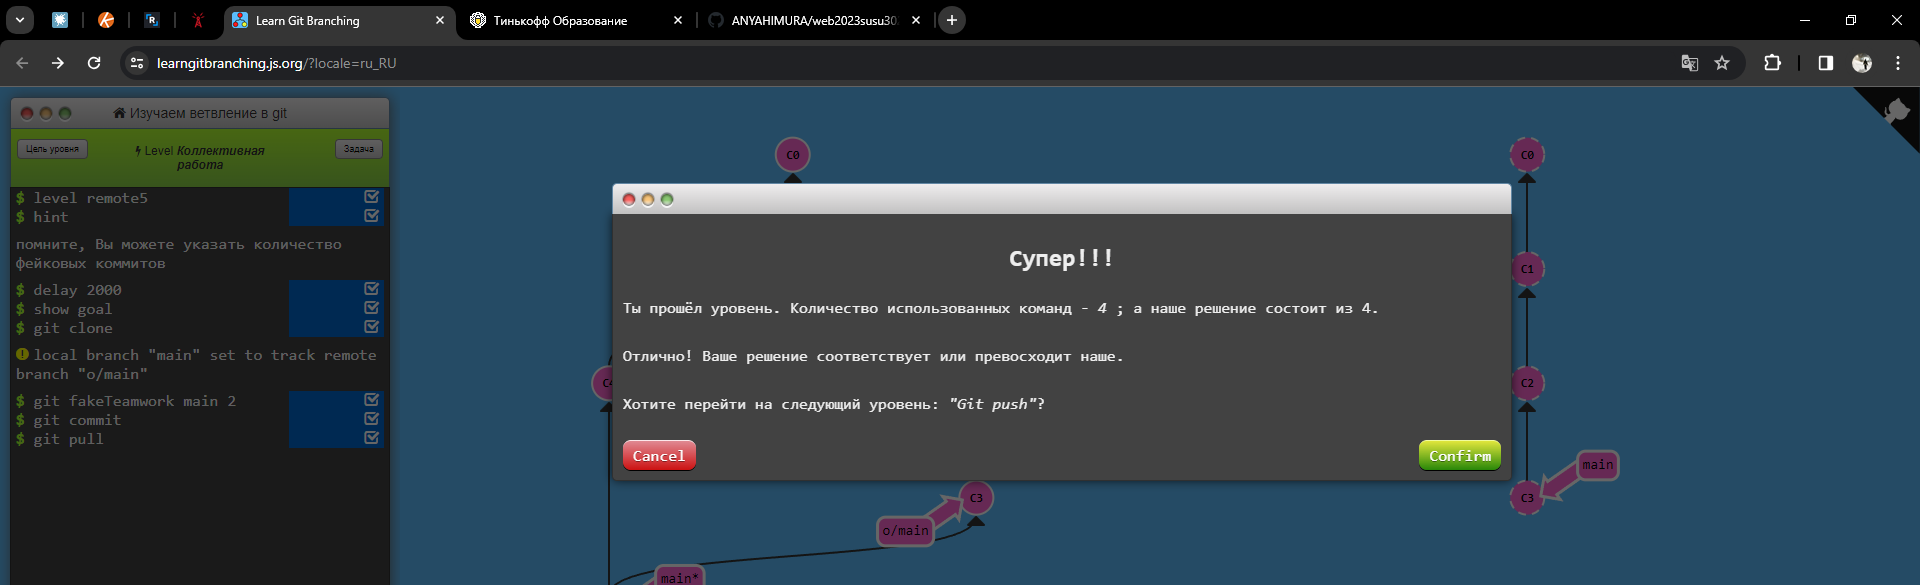 Learn Git Branching
Тинькофф Образование
ANYAHIMURA/web2023susu30
learngitbranching.js.org/?locale=ru_RU
Изучаем ветвление в git
Цель уровня
Level Коллективная
работа
Задача
$ level remote5
$ hint
помните, Вы можете указать количество
фейковых коммитов
$ delay 2000
$ show goal
$ git clone
local branch "main" set to track remote
branch "o/main"
$ git fakeTeamwork main 2
$ git commit
$ git pull
C0
Супер!!!
Ты прошёл уровень. Количество использованных команд - 4 ; а наше решение состоит из 4.
Отлично! Ваше решение соответствует или превосходит наше.
Хотите перейти на следующий уровень: "Git push"?
Cancel
Confirm
C3
o/main
main*
C0
C1
C2
main
C3